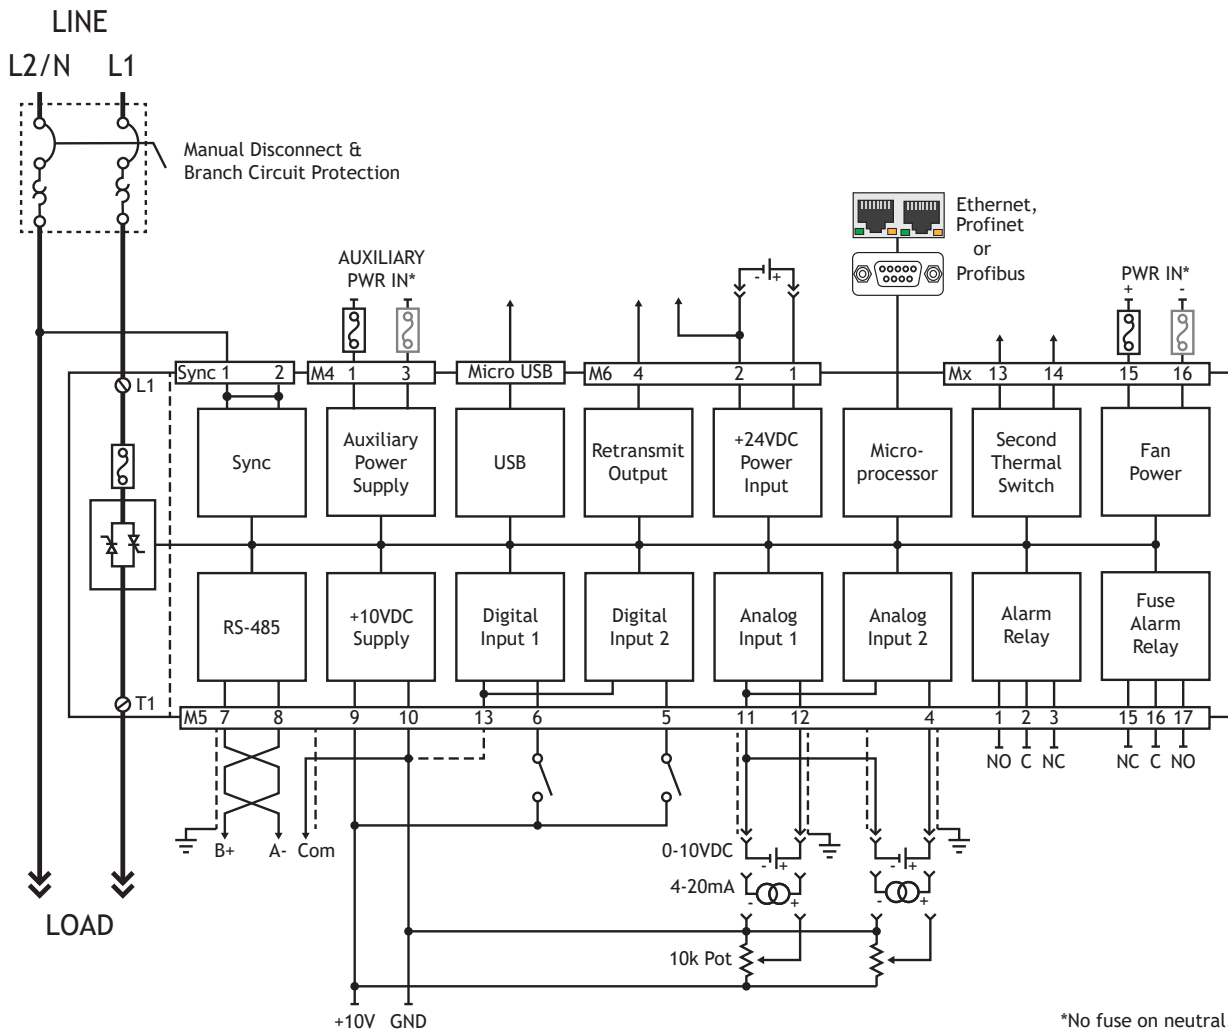 LINE
L2/N L1
Manual Disconnect &
Branch Circuit Protection
Ethernet,
Profinet
or
Profibus
AUXILIARY
PWR IN*
- +
PWR IN*
+ -
Sync 1 2
M4 1 3
Micro USB
M6 4 2 1
Mx 13 14 15 16
L1
Sync
Auxiliary
Power
Supply
USB
Retransmit
Output
+24VDC
Power
Input
Micro-
processor
Second
Thermal
Switch
Fan
Power
RS-485
+10VDC
Supply
Digital
Input 1
Digital
Input 2
Analog
Input 1
Analog
Input 2
Alarm
Relay
Fuse
Alarm
Relay
T1
M5 7 8 9 10 13 6 5 11 12 4 1 2 3 15 16 17
NO C NC NC C NO
B+ A- Com
0-10VDC
- + - +
4-20mA
- + - +
LOAD
10k Pot
+10V GND
*No fuse on neutral